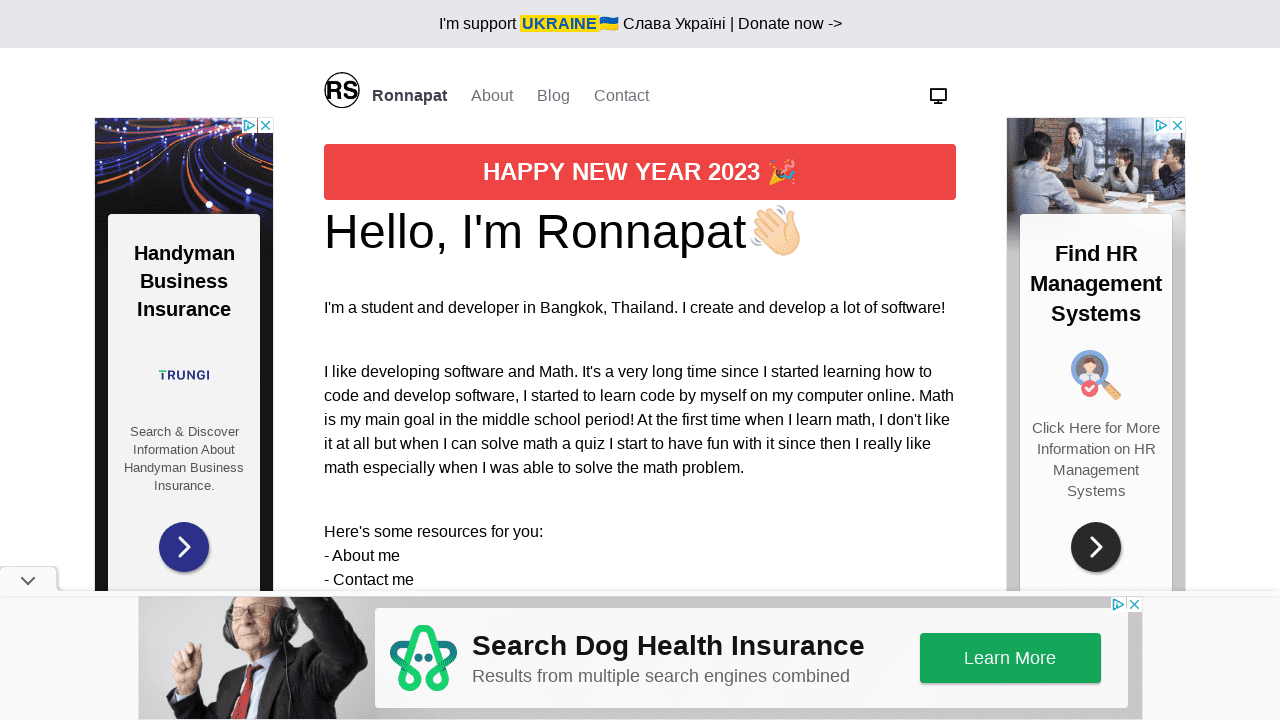 I'm support UKRAINE🇺🇦 Слава Україні | Donate now ->
RS
Ronnapat About Blog Contact
HAPPY NEW YEAR 2023 🎉
Hello, I'm Ronnapat👋🏻
I'm a student and developer in Bangkok, Thailand. I create and develop a lot of software!
I like developing software and Math. It's a very long time since I started learning how to
code and develop software, I started to learn code by myself on my computer online. Math
is my main goal in the middle school period! At the first time when I learn math, I don't like
it at all but when I can solve math a quiz I start to have fun with it since then I really like
math especially when I was able to solve the math problem.
Here's some resources for you:
- About me
- Contact me
Handyman
Business
Insurance
TRUNGI
Search & Discover
Information About
Handyman Business
Insurance.
Find HR
Management
Systems
Click Here for More
Information on HR
Management
Systems
Search Dog Health Insurance
Results from multiple search engines combined
Learn More